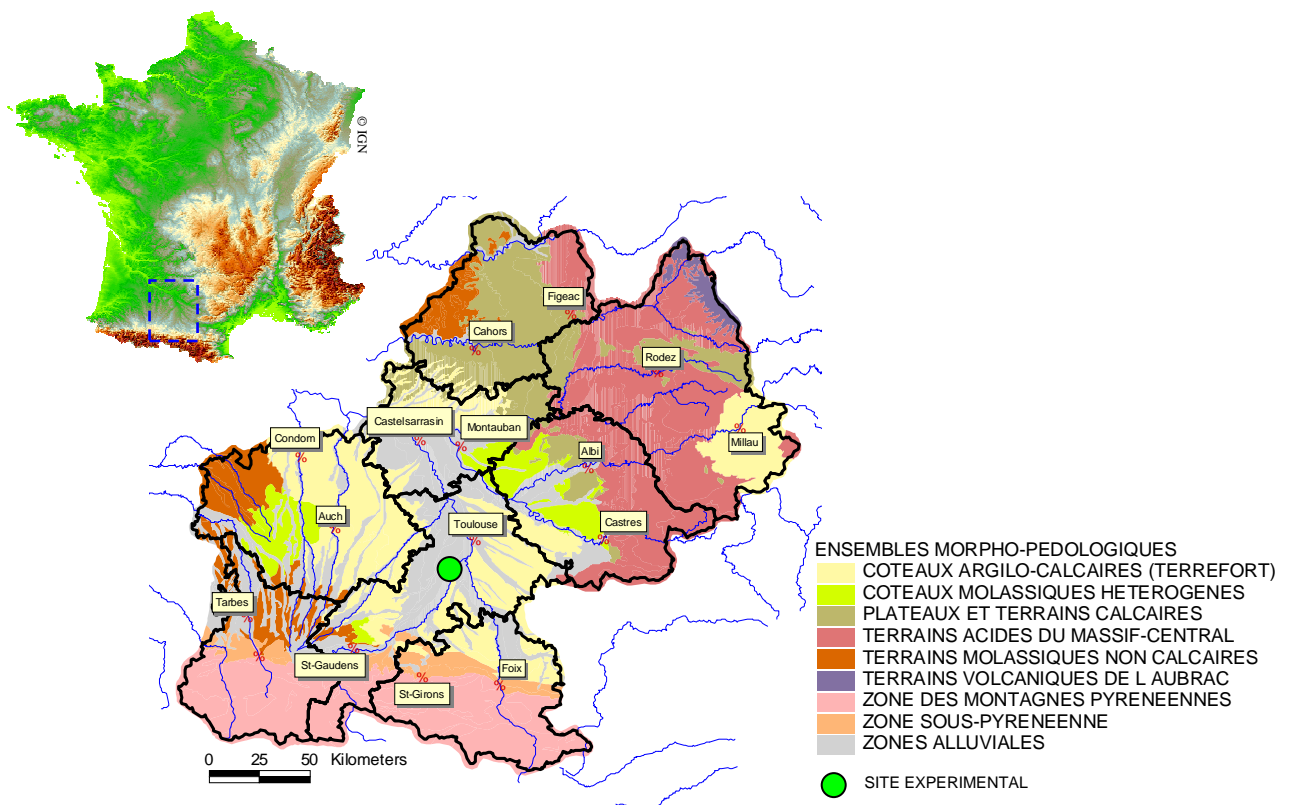 © IGN
Figeac
Cahors
Rodez
Castelsarrasin
Montauban
Condom
Millau
Albi
Auch
Toulouse
Castres
Tarbes
St-Gaudens
Foix
St-Girons
0 25 50 Kilometers
ENSEMBLES MORPHO-PEDOLOGIQUES
COTEAUX ARGILO-CALCAIRES (TERREFORT)
COTEAUX MOLASSIQUES HETEROGENES
PLATEAUX ET TERRAINS CALCAIRES
TERRAINS ACIDES DU MASSIF-CENTRAL
TERRAINS MOLASSIQUES NON CALCAIRES
TERRAINS VOLCANIQUES DE L AUBRAC
ZONE DES MONTAGNES PYRENEENNES
ZONE SOUS-PYRENEENNE
ZONES ALLUVIALES
SITE EXPERIMENTAL